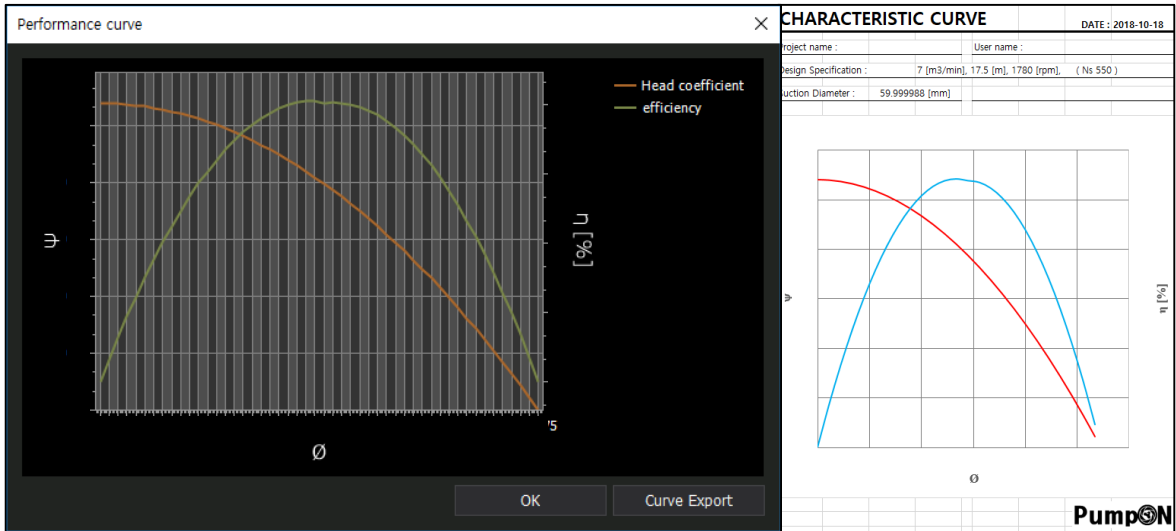 Performance curve
Head coefficient
efficiency
ψ
η [%]
75
Ø
OK
Curve Export
CHARACTERISTIC CURVE
DATE : 2018-10-18
roject name :
User name :
Design Specification :
7 [m3/min], 17.5 [m], 1780 [rpm], ( Ns 550 )
uction Diameter :
59.999988 [mm]
ψ
η [%]
Ø
PumpON